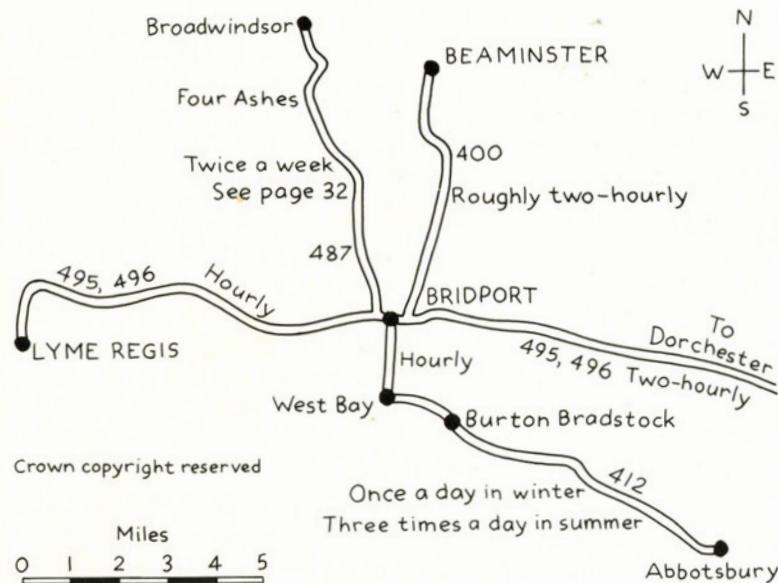 Broadwindsor
N
BEAMINSTER
W E
S
Four Ashes
400
Twice a week
See page 32
Roughly two-hourly
487
495, 496
Hourly
BRIDPORT
To
Dorchester
LYME REGIS
Hourly
495, 496 Two-hourly
West Bay
Burton Bradstock
Crown copyright reserved
412
Once a day in winter
Three times a day in summer
Miles
0 1 2 3 4 5
Abbotsbury